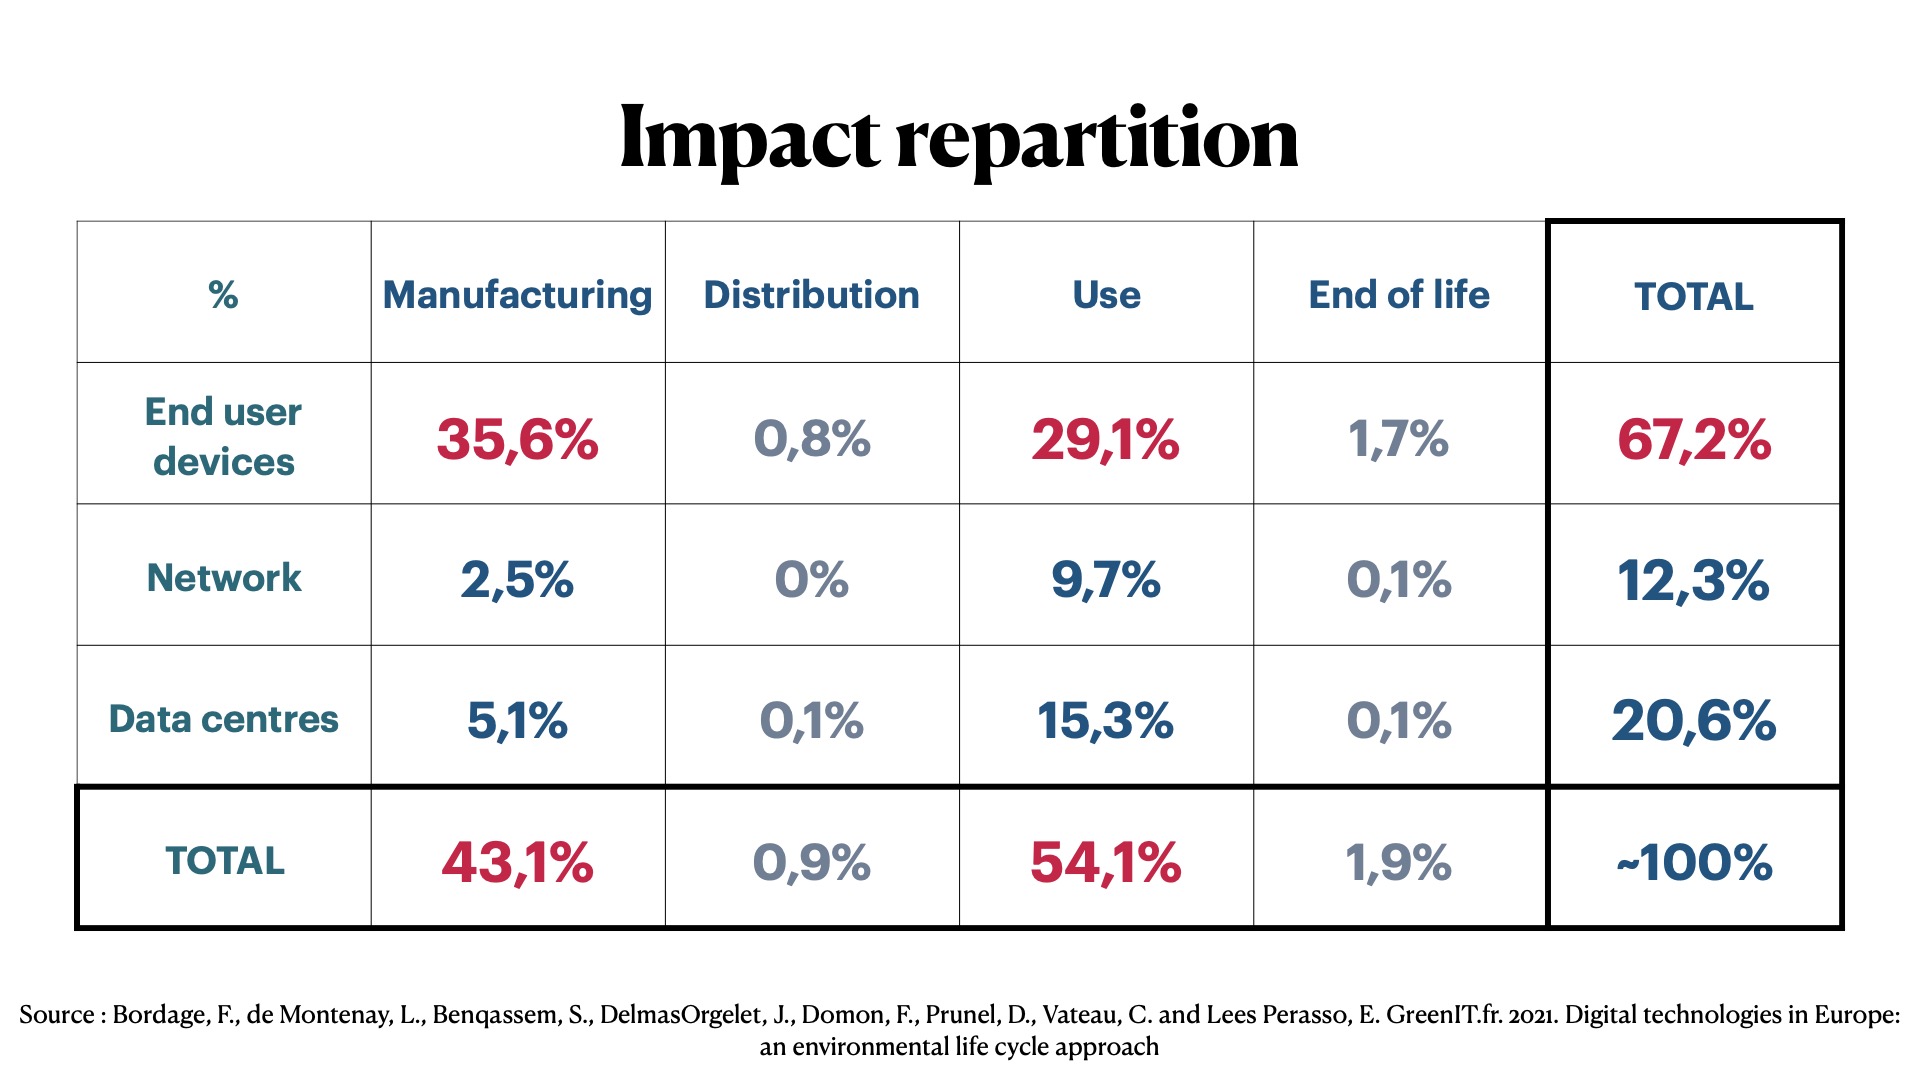 Impact repartition
% Manufacturing Distribution Use End of life TOTAL
End user
devices
35,6% 0,8% 29,1% 1,7% 67,2%
Network 2,5% 0% 9,7% 0,1% 12,3%
Data centres 5,1% 0,1% 15,3% 0,1% 20,6%
TOTAL 43,1% 0,9% 54,1% 1,9% ~100%
Source : Bordage, F., de Montenay, L., Benqassem, S., DelmasOrgelet, J., Domon, F., Prunel, D., Vateau, C. and Lees Perasso, E. GreenIT.fr. 2021. Digital technologies in Europe:
an environmental life cycle approach